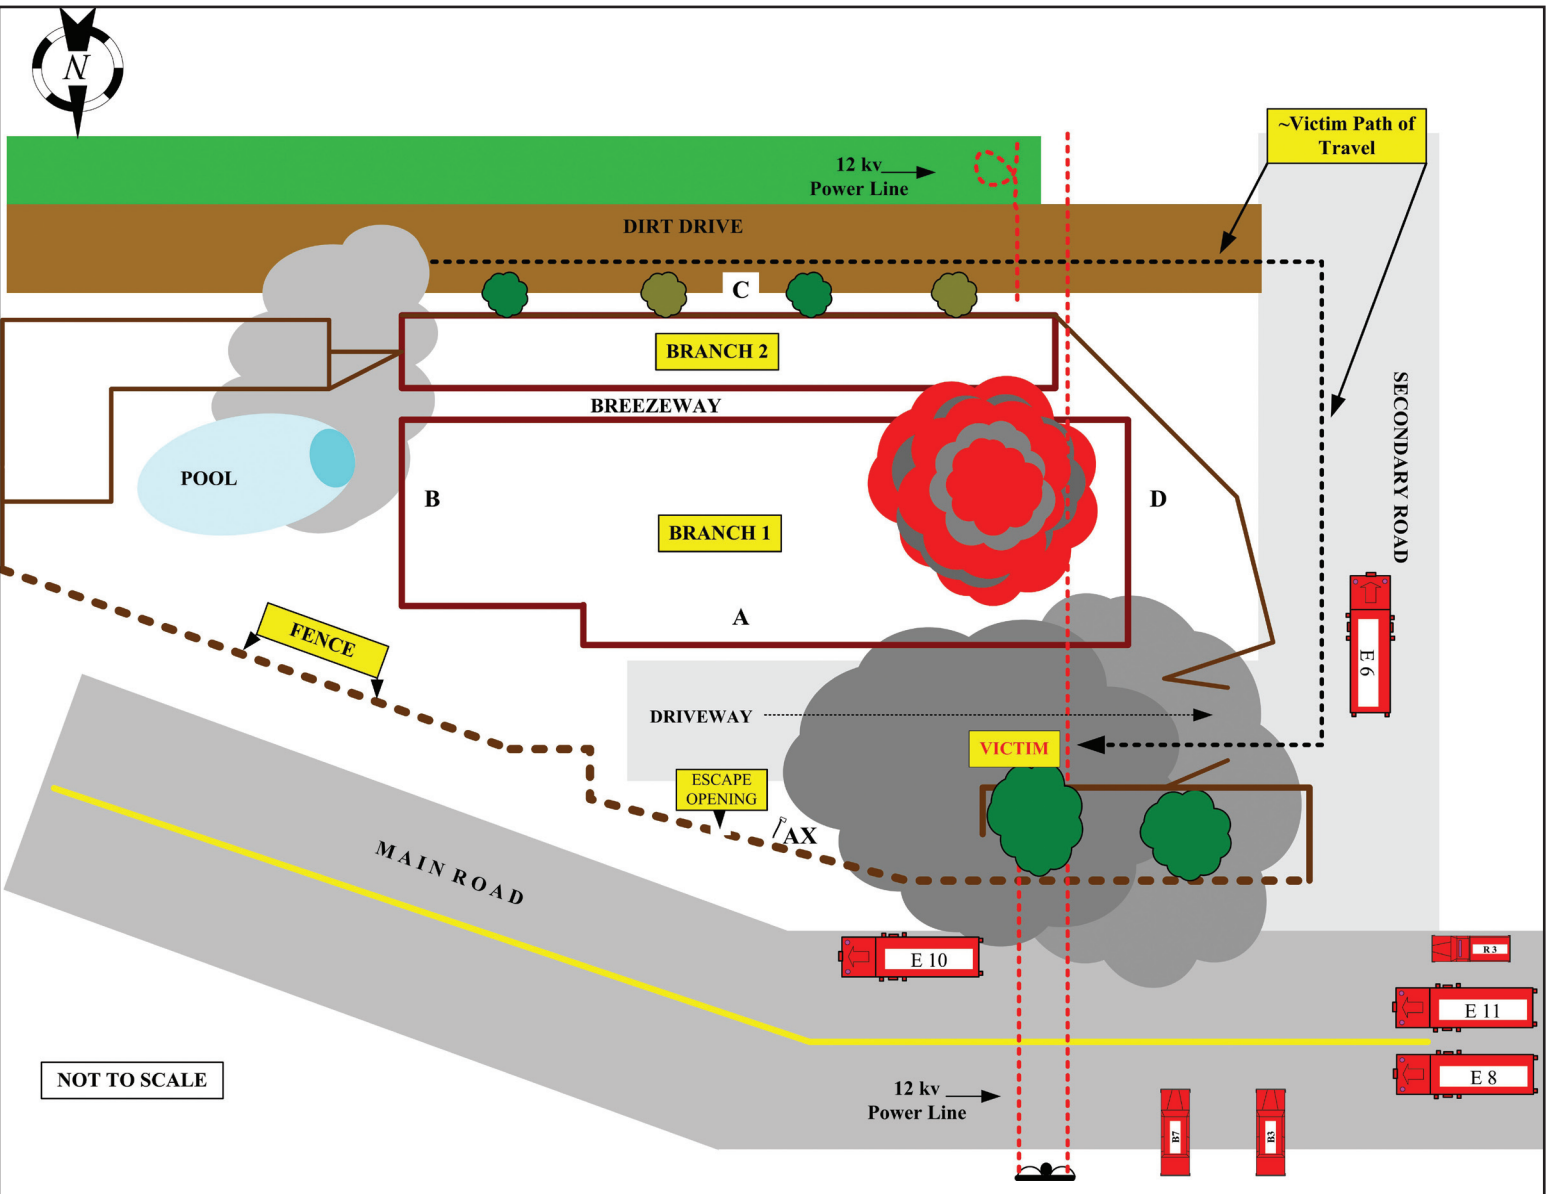 N
~Victim Path of
Travel
12 kv
Power Line
DIRT DRIVE
C
BRANCH 2
BREEZEWAY
SECONDARY ROAD
POOL
B
D
BRANCH 1
A
FENCE
E 6
DRIVEWAY
VICTIM
ESCAPE
OPENING
AX
MAIN ROAD
E 10
R 3
E 11
E 8
NOT TO SCALE
12 kv
Power Line
B7
B3